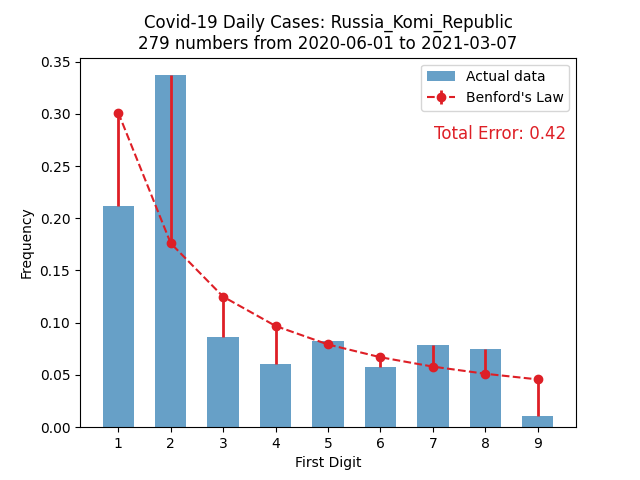 Covid-19 Daily Cases: Russia_Komi_Republic
279 numbers from 2020-06-01 to 2021-03-07
Actual data
Benford's Law
Total Error: 0.42
Frequency
0.35
0.30
0.25
0.20
0.15
0.10
0.05
0.00
1 2 3 4 5 6 7 8 9
First Digit